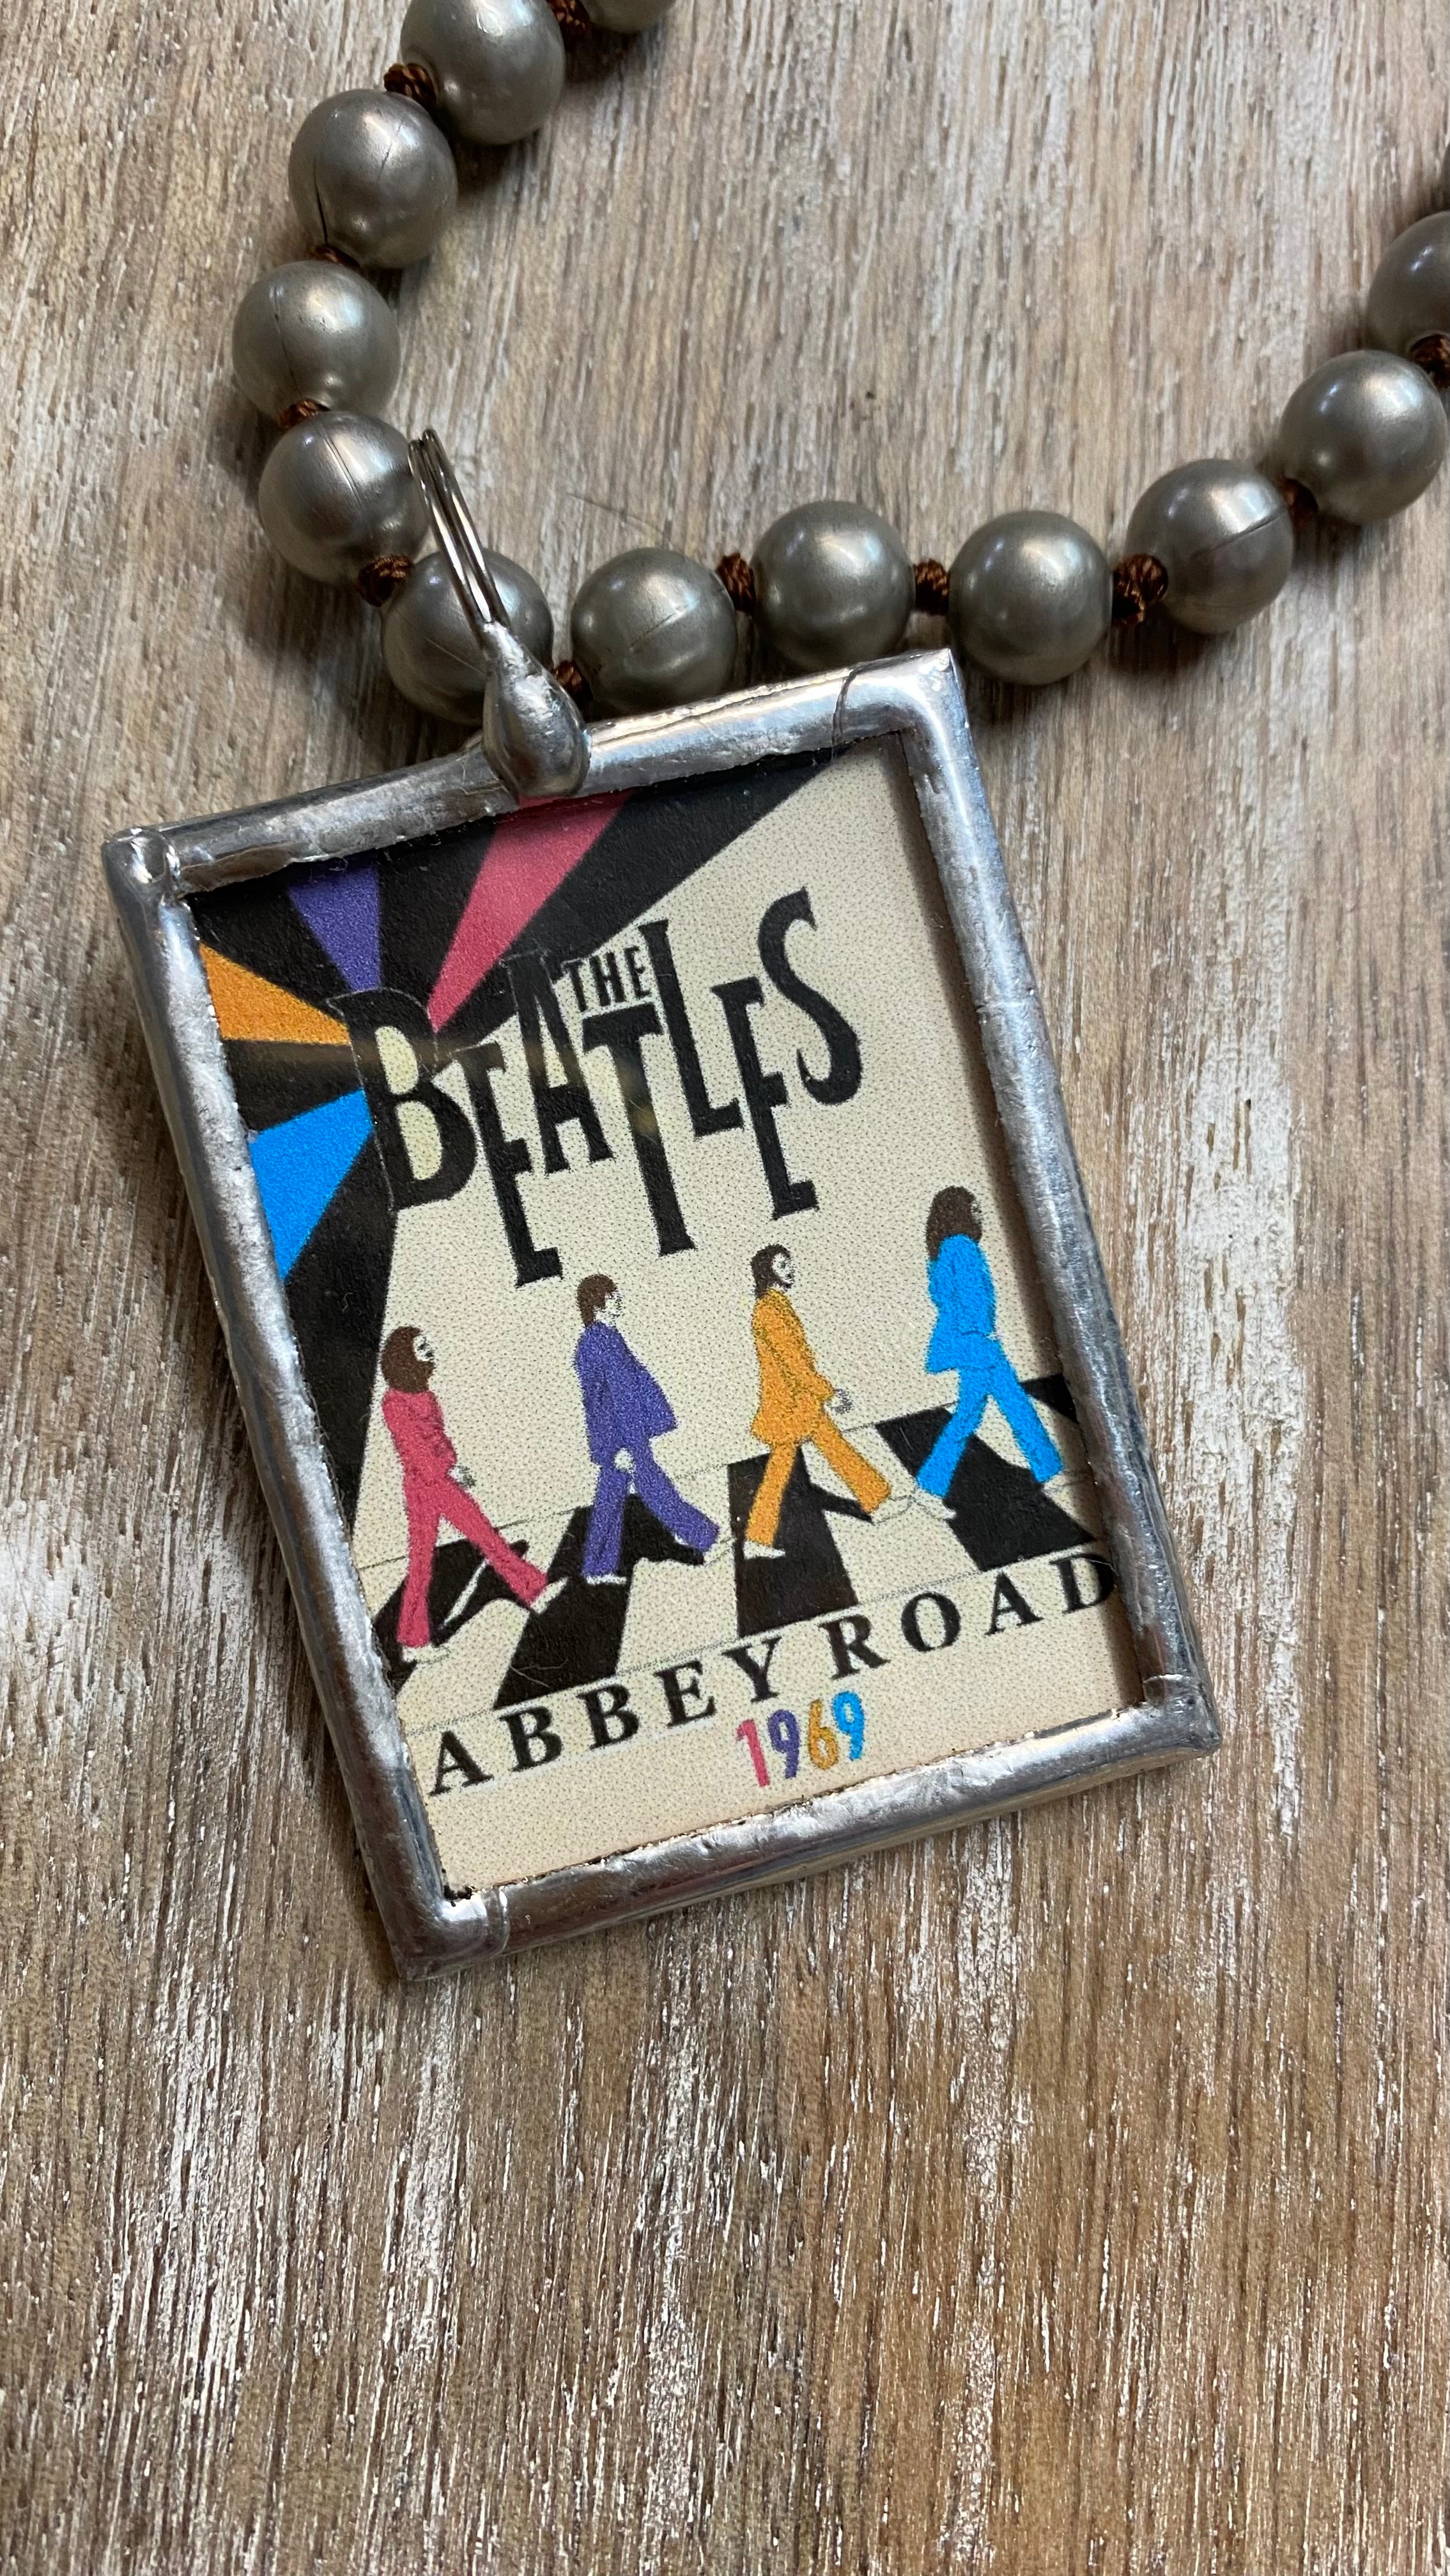 THE
BEATLES
ABBEY ROAD
1969